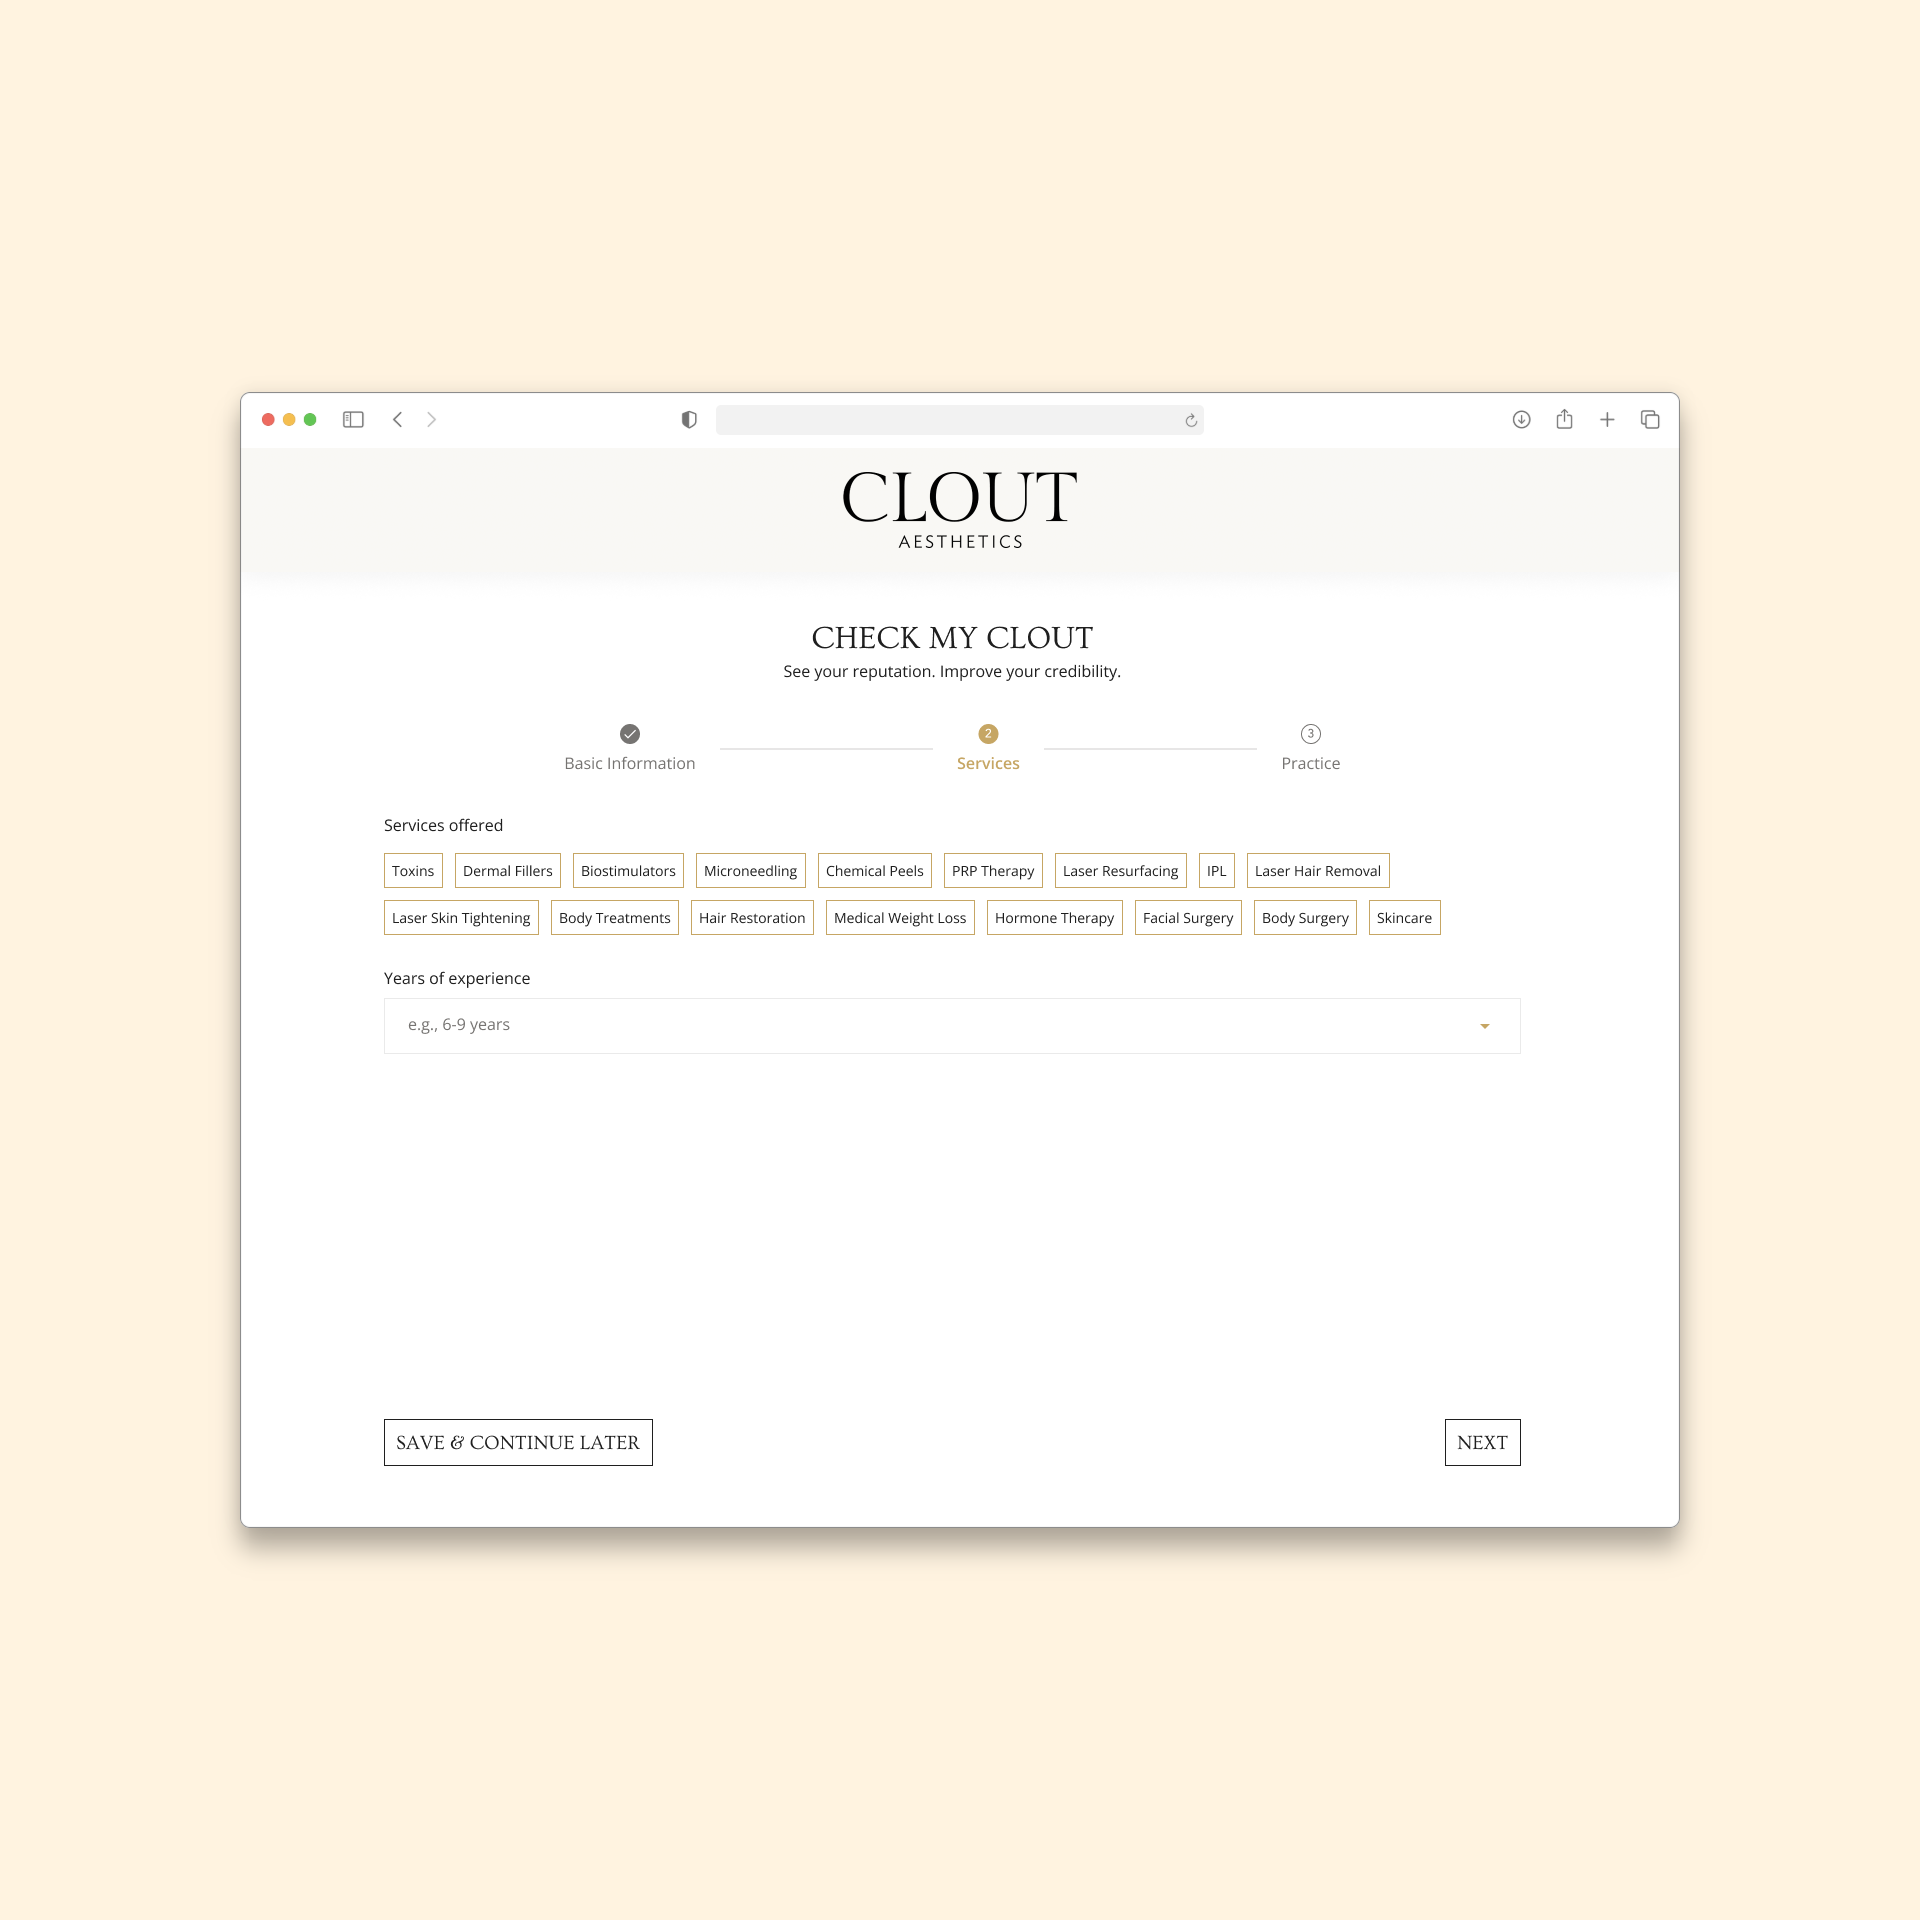 CLOUT
AESTHETICS
CHECK MY CLOUT
See your reputation. Improve your credibility.
2 3
Basic Information Services Practice
Services offered
Toxins Dermal Fillers Biostimulators Microneedling Chemical Peels PRP Therapy Laser Resurfacing IPL Laser Hair Removal
Laser Skin Tightening Body Treatments Hair Restoration Medical Weight Loss Hormone Therapy Facial Surgery Body Surgery Skincare
Years of experience
e.g., 6-9 years
SAVE & CONTINUE LATER NEXT